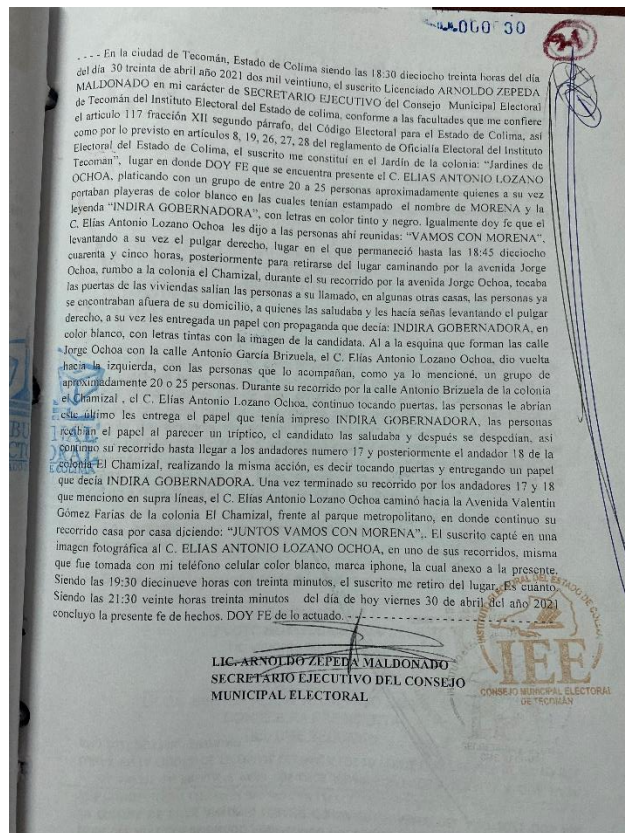 000 30
- - - - En la ciudad de Tecomán, Estado de Colima siendo las 18:30 dieciocho treinta horas del día
del día 30 treinta de abril año 2021 dos mil veintiuno, el suscrito Licenciado ARNOLDO ZEPEDA
MALDONADO en mi carácter de SECRETARIO EJECUTIVO del Consejo Municipal Electoral
de Tecomán del Instituto Electoral del Estado de colima, conforme a las facultades que me confiere
el articulo 117 fracción XII segundo párrafo, del Código Electoral para el Estado de Colima, así
como por lo previsto en artículos 8, 19, 26, 27, 28 del reglamento de Oficialía Electoral del Instituto
Electoral del Estado de Colima, el suscrito me constituí en el Jardín de la colonia: “Jardines de
Tecomán”, lugar en donde DOY FE que se encuentra presente el C. ELIAS ANTONIO LOZANO
OCHOA, platicando con un grupo de entre 20 a 25 personas aproximadamente quienes a su vez
portaban playeras de color blanco en las cuales tenían estampado el nombre de MORENA y la
leyenda “INDIRA GOBERNADORA”, con letras en color tinto y negro. Igualmente doy fe que el
C. Elías Antonio Lozano Ochoa les dijo a las personas ahí reunidas: “VAMOS CON MORENA”,
levantando a su vez el pulgar derecho, lugar en el que permaneció hasta las 18:45 dieciocho
cuarenta y cinco horas, posteriormente para retirarse del lugar caminando por la avenida Jorge
Ochoa, rumbo a la colonia el Chamizal, durante el su recorrido por la avenida Jorge Ochoa, tocaba
las puertas de las viviendas salían las personas a su llamado, en algunas otras casas, las personas ya
se encontraban afuera de su domicilio, a quienes las saludaba y les hacía señas levantando el pulgar
derecho, a su vez les entregada un papel con propaganda que decía: INDIRA GOBERNADORA, en
color blanco, con letras tintas con la imagen de la candidata. Al a la esquina que forman las calle
Jorge Ochoa con la calle Antonio García Brizuela, el C. Elías Antonio Lozano Ochoa, dio vuelta
hacia la izquierda, con las personas que lo acompañan, como ya lo mencioné, un grupo de
aproximadamente 20 o 25 personas. Durante su recorrido por la calle Antonio Brizuela de la colonia
el Chamizal , el C. Elías Antonio Lozano Ochoa, continuo tocando puertas, las personas le abrían
este último les entrega el papel que tenía impreso INDIRA GOBERNADORA, las personas
recibían el papel al parecer un tríptico, el candidato las saludaba y después se despedían, así
continuo su recorrido hasta llegar a los andadores numero 17 y posteriormente el andador 18 de la
colonia El Chamizal, realizando la misma acción, es decir tocando puertas y entregando un papel
que decía INDIRA GOBERNADORA. Una vez terminado su recorrido por los andadores 17 y 18
que menciono en supra líneas, el C. Elías Antonio Lozano Ochoa caminó hacia la Avenida Valentín
Gómez Farías de la colonia El Chamizal, frente al parque metropolitano, en donde continuo su
recorrido casa por casa djciendo: “JUNTOS VAMOS CON MORENA”,. El suscrito capté en una
imagen fotográfica al C. ELIAS ANTONIO LOZANO OCHOA, en uno de sus recorridos, misma
que fue tomada con mi teléfono celular color blanco, marca iphone, la cual anexo a la presente.
Siendo las 19:30 diecinueve horas con treinta minutos, el suscrito me retiro del lugar. Es cuánto.
Siendo las 21:30 veinte horas treinta minutos del día de hoy viernes 30 de abril del año 2021
concluyo la presente fe de hechos. DOY FE de lo actuado. - - - - - - - - - - - - - - - - - - - -
LIC. ARNOLDO ZEPEDA MALDONADO
SECRETARIO EJECUTIVO DEL CONSEJO
MUNICIPAL ELECTORAL
INSTITUTO ELECTORAL DEL ESTADO DE COLIMA
IEE
CONSEJO MUNICIPAL ELECTORAL
DE TECOMÁN